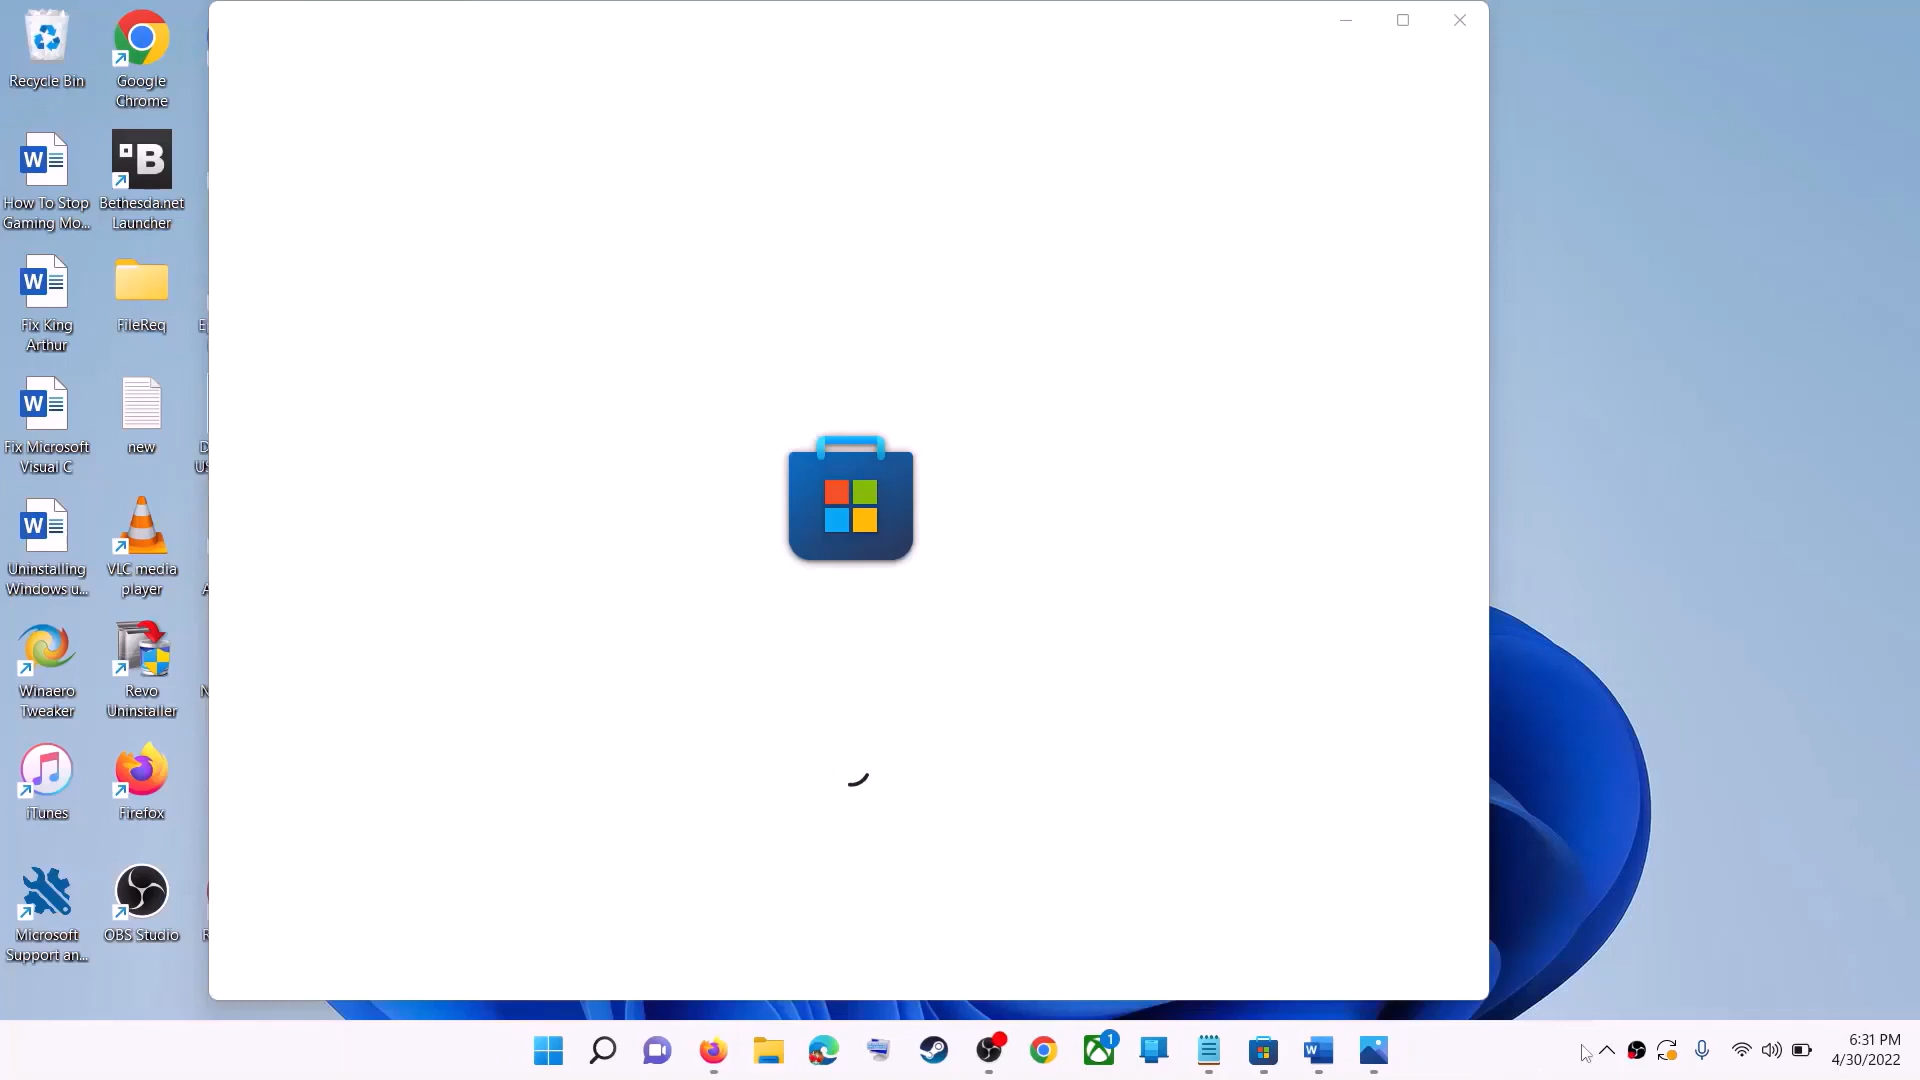 Recycle Bin
Google
Chrome
How To Stop
Gaming Mo...
Bethesda.net
Launcher
Fix King
Arthur
FileReq
Fix Microsoft
Visual C
new
Uninstalling
Windows u...
VLC media
player
Winaero
Tweaker
Revo
Uninstaller
iTunes
Firefox
Microsoft
Support an...
OBS Studio
1
6:31 PM
4/30/2022